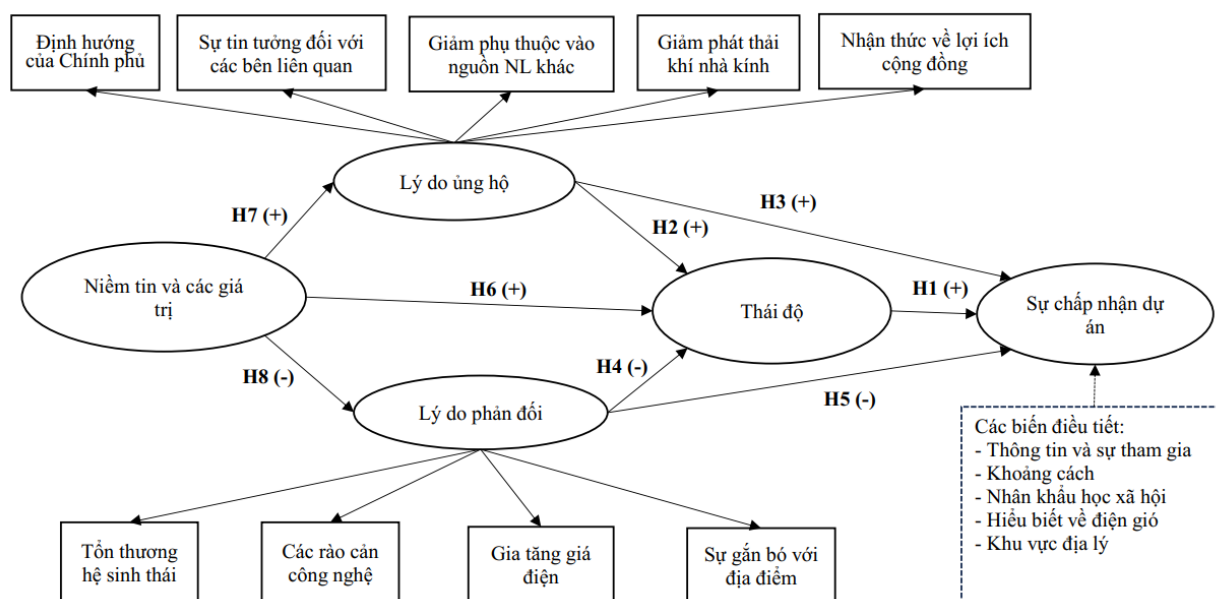 Định hướng
của Chính phủ
Sự tin tưởng đối với
các bên liên quan
Giảm phụ thuộc vào
nguồn NL khác
Giảm phát thải
khí nhà kính
Nhận thức về lợi ích
cộng đồng
Lý do ủng hộ
H3 (+)
H7 (+)
H2 (+)
Niềm tin và các giá
trị
H6 (+)
Thái độ
H1 (+)
Sự chấp nhận dự
án
H8 (-)
H4 (-)
H5 (-)
Lý do phản đối
Các biến điều tiết:
- Thông tin và sự tham gia
- Khoảng cách
- Nhân khẩu học xã hội
- Hiểu biết về điện gió
- Khu vực địa lý
Tổn thương
hệ sinh thái
Các rào cản
công nghệ
Gia tăng giá
điện
Sự gắn bó với
địa điểm